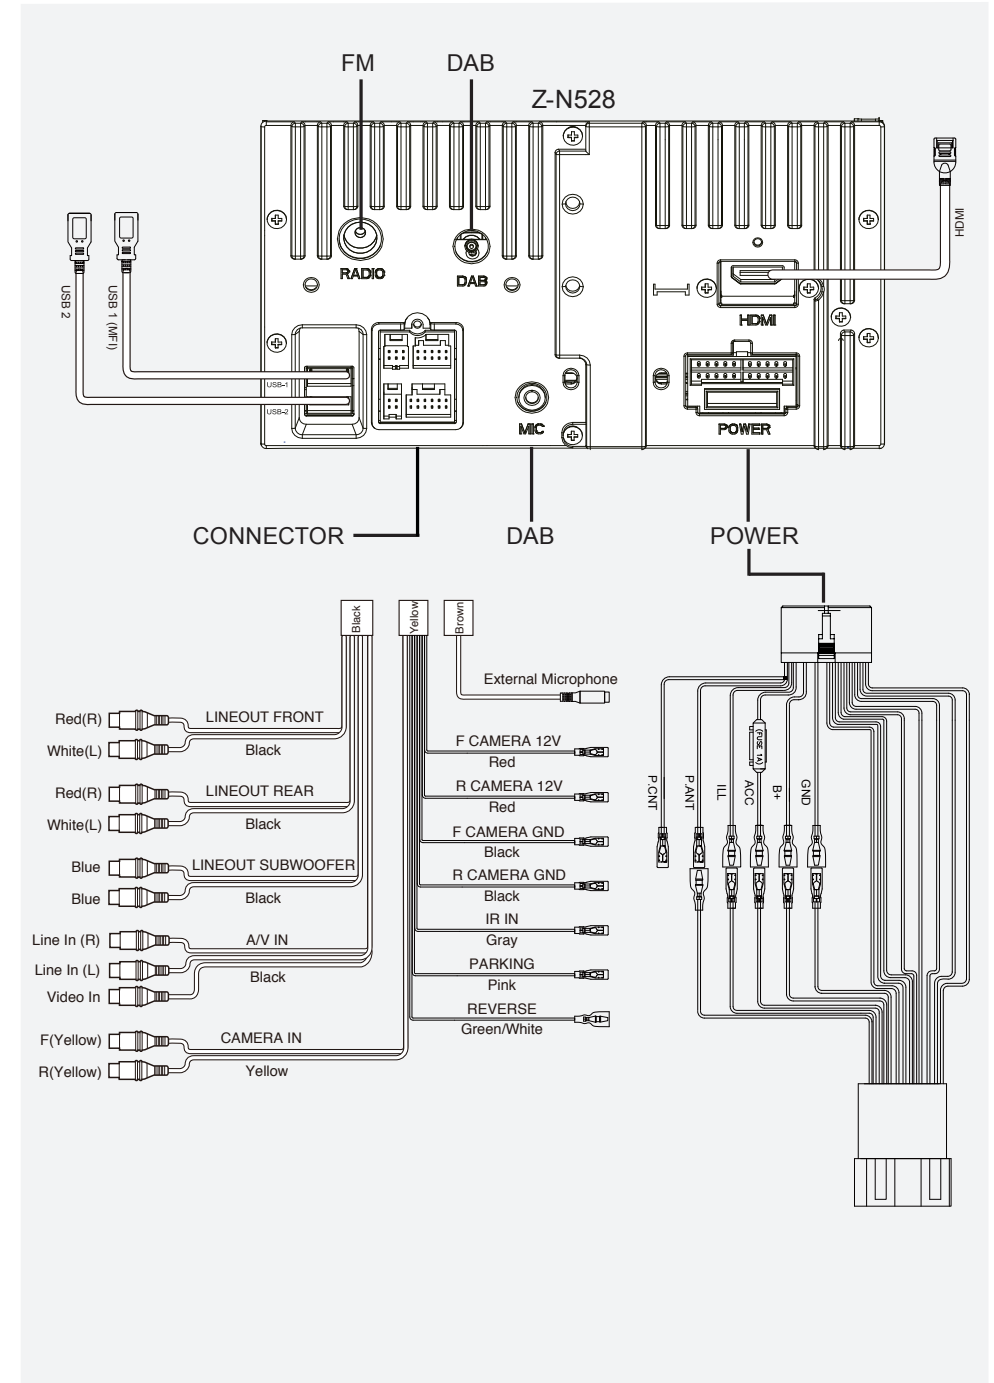 FM
DAB
Z-N528
HDMI
RADIO
DAB
HDMI
USB 2
USB 1 (MFI)
USB-1
USB-2
MIC
POWER
CONNECTOR
DAB
POWER
Black
Yellow
Brown
External Microphone
Red(R)
LINEOUT FRONT
White(L)
Black
Red(R)
LINEOUT REAR
White(L)
Black
Blue
LINEOUT SUBWOOFER
Blue
Black
Line In (R)
A/V IN
Line In (L)
Black
Video In
F(Yellow)
CAMERA IN
R(Yellow)
Yellow
F CAMERA 12V
Red
R CAMERA 12V
Red
F CAMERA GND
Black
R CAMERA GND
Black
IR IN
Gray
PARKING
Pink
REVERSE
Green/White
P.CNT
P.ANT
ILL
ACC
(FUSE 1A)
B+
GND